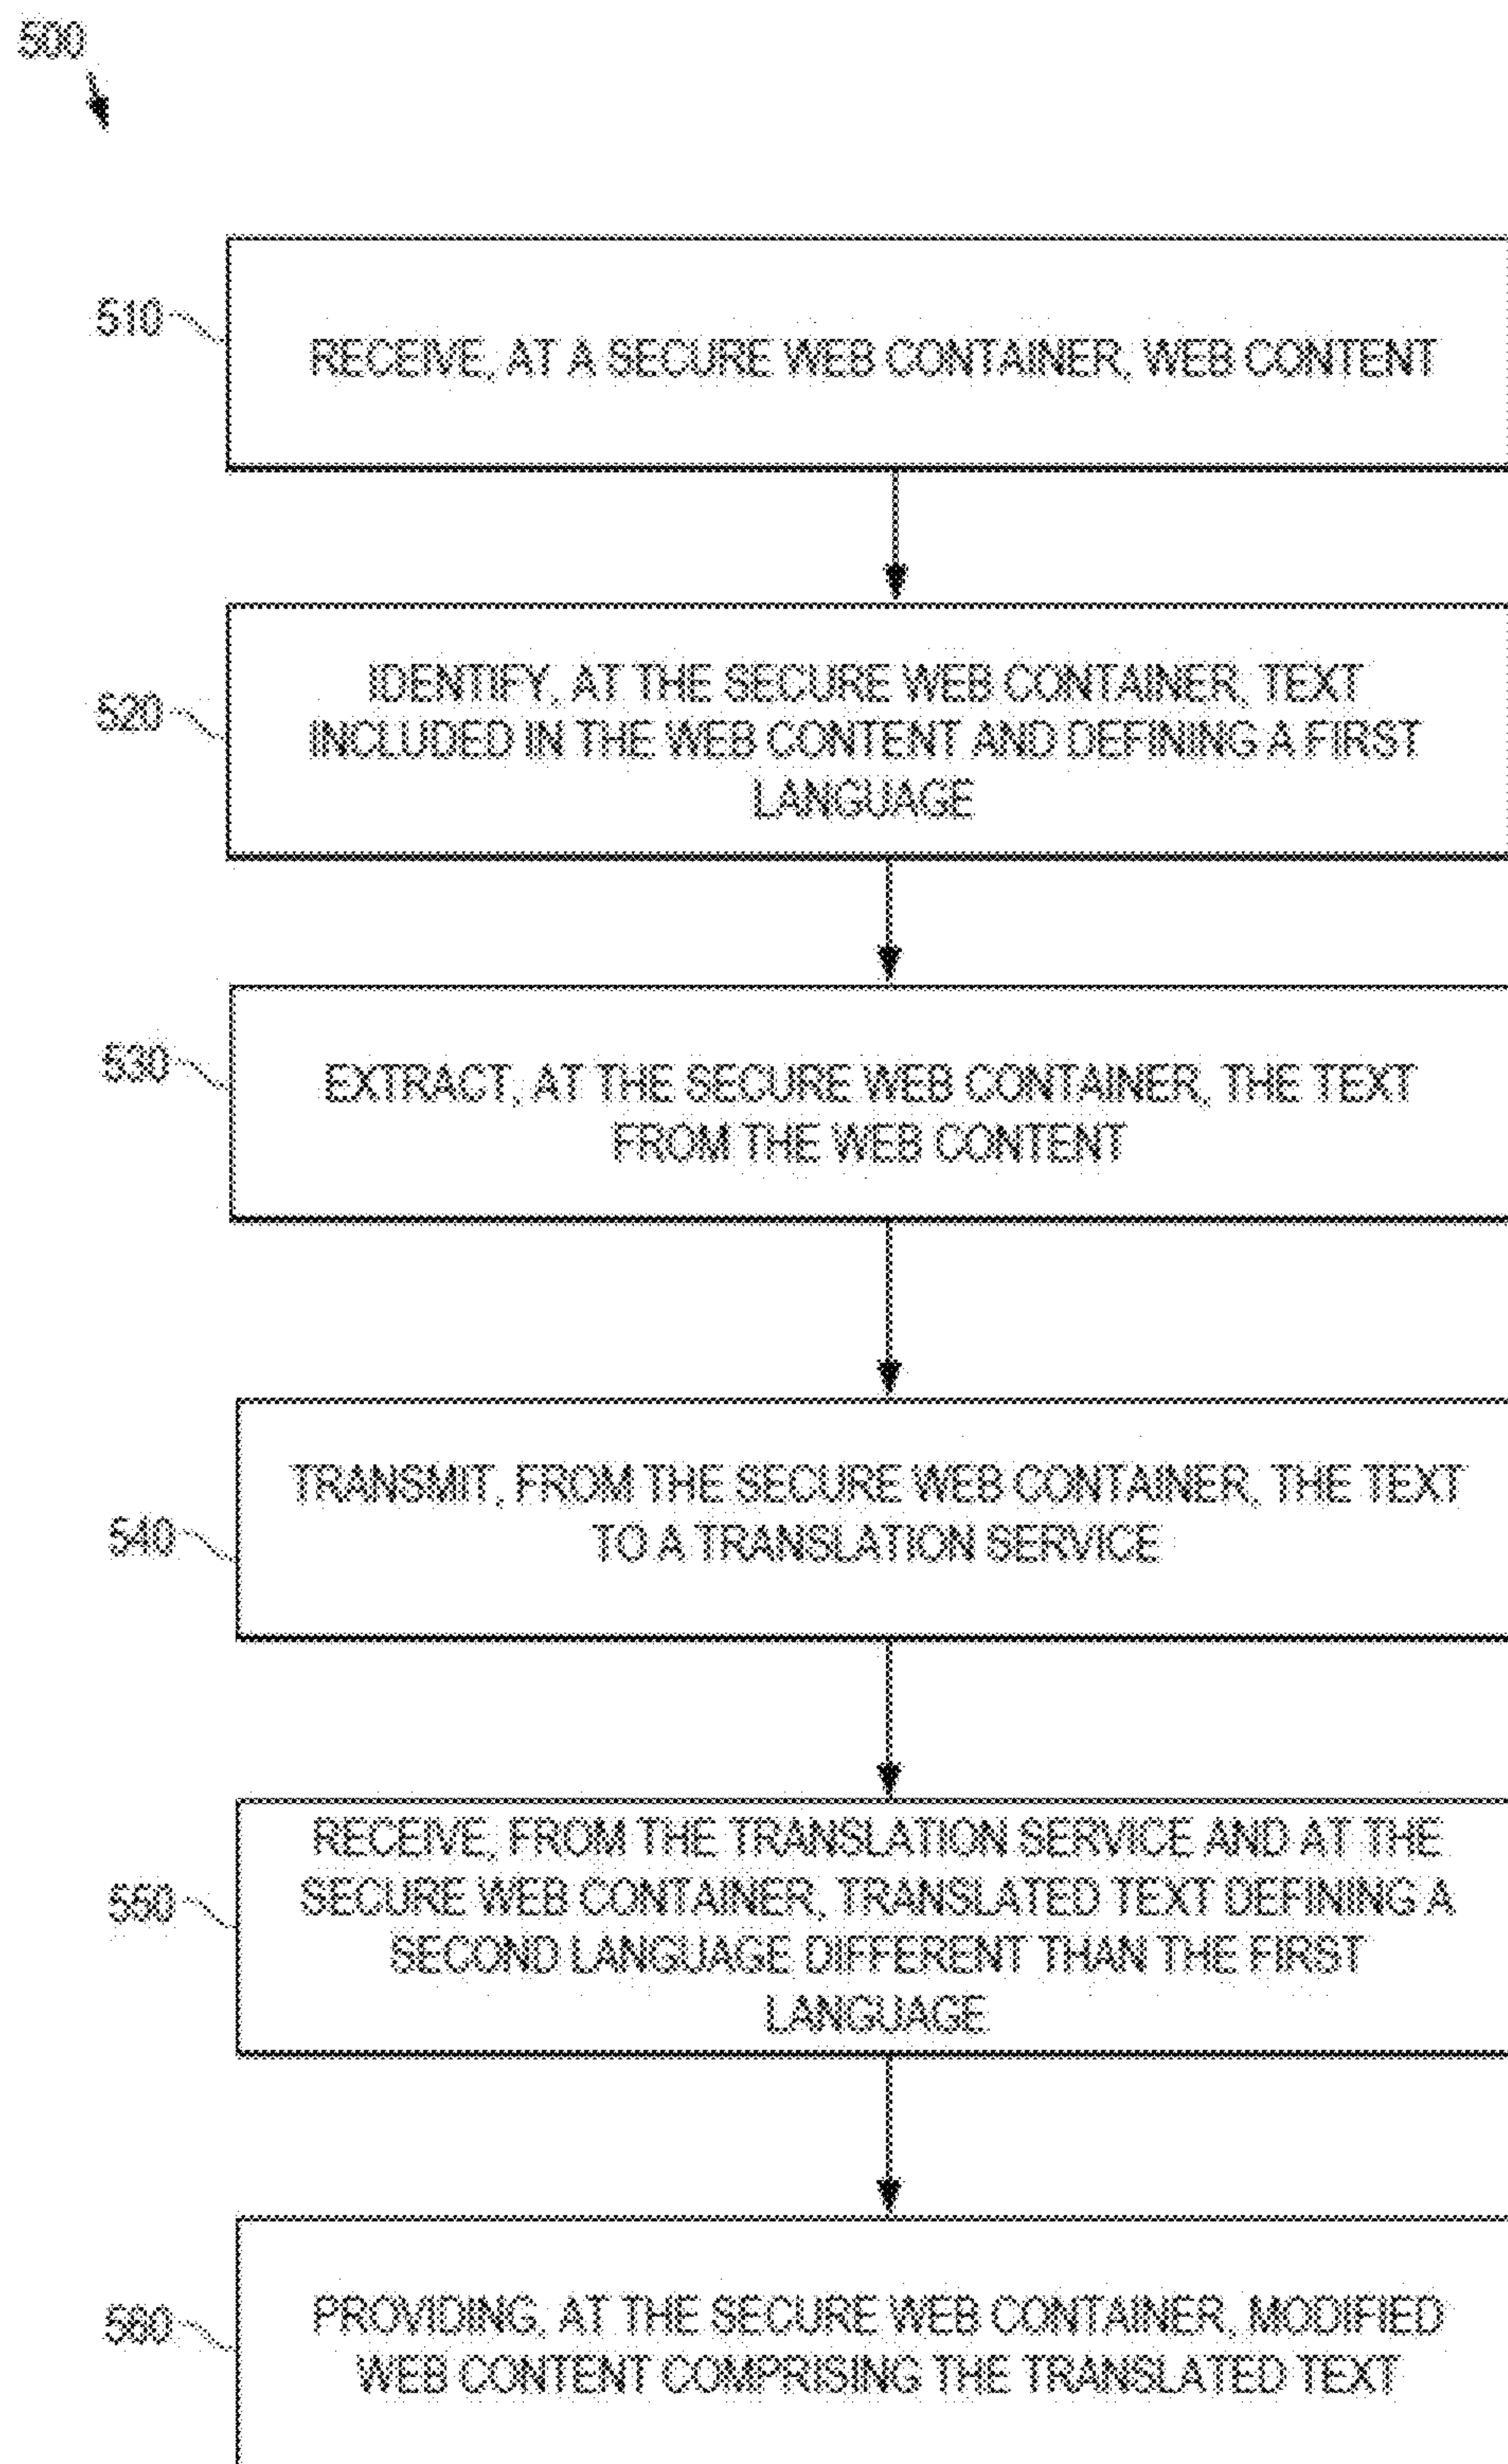 500
510
RECEIVE, AT A SECURE WEB CONTAINER, WEB CONTENT
520
IDENTIFY, AT THE SECURE WEB CONTAINER, TEXT
INCLUDED IN THE WEB CONTENT AND DEFINING A FIRST
LANGUAGE
530
EXTRACT, AT THE SECURE WEB CONTAINER, THE TEXT
FROM THE WEB CONTENT
540
TRANSMIT, FROM THE SECURE WEB CONTAINER, THE TEXT
TO A TRANSLATION SERVICE
550
RECEIVE, FROM THE TRANSLATION SERVICE AND AT THE
SECURE WEB CONTAINER, TRANSLATED TEXT DEFINING A
SECOND LANGUAGE DIFFERENT THAN THE FIRST
LANGUAGE
560
PROVIDING, AT THE SECURE WEB CONTAINER, MODIFIED
WEB CONTENT COMPRISING THE TRANSLATED TEXT